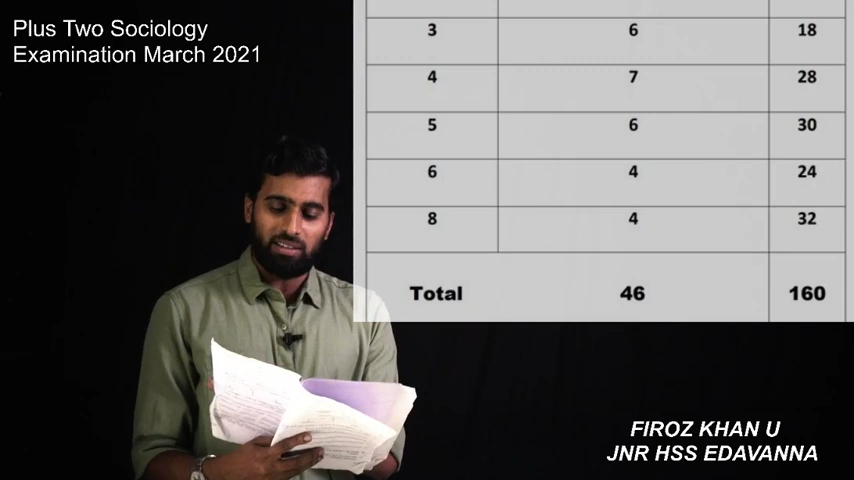 Plus Two Sociology
Examination March 2021
3 6 18
4 7 28
5 6 30
6 4 24
8 4 32
Total 46 160
FIROZ KHAN U
JNR HSS EDAVANNA